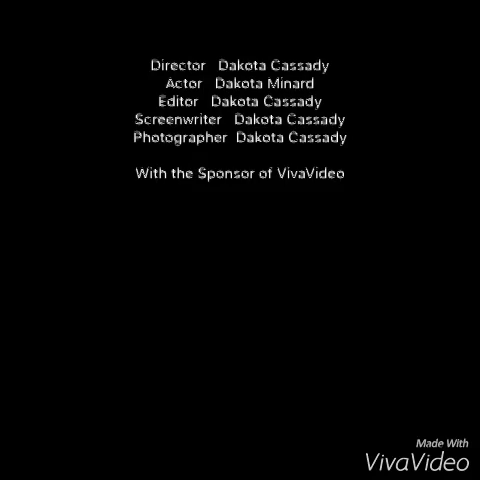 Director Dakota Cassady
Actor Dakota Minard
Editor Dakota Cassady
Screenwriter Dakota Cassady
Photographer Dakota Cassady
With the Sponsor of VivaVideo
Made With
VivaVideo